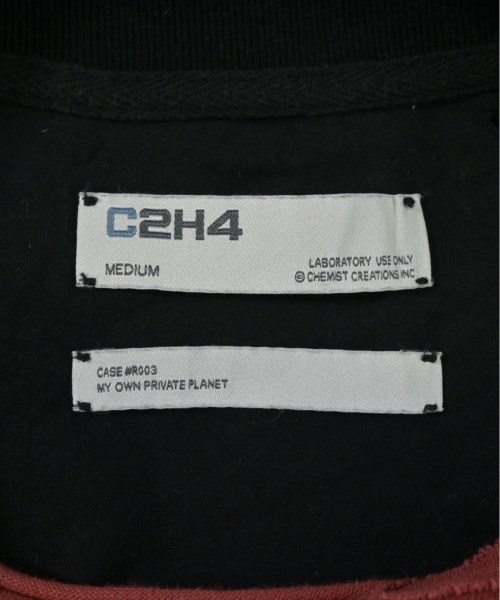 C2H4
MEDIUM
LABORATORY USE ONLY
© CHEMIST CREATIONS INC
CASE #R003
MY OWN PRIVATE PLANET